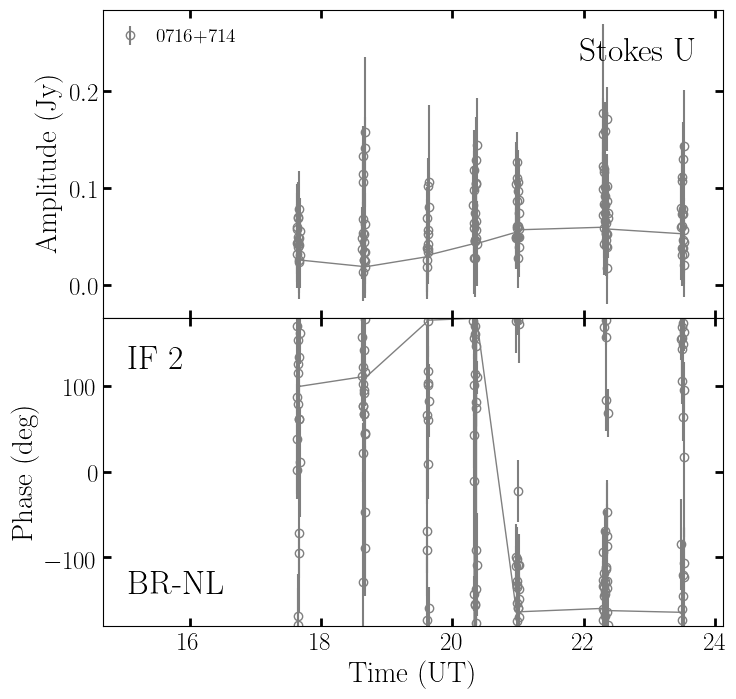 0716+714
Stokes U
Amplitude (Jy)
0.2
0.1
0.0
IF 2
Phase (deg)
100
0
−100
BR-NL
16
18
20
22
24
Time (UT)